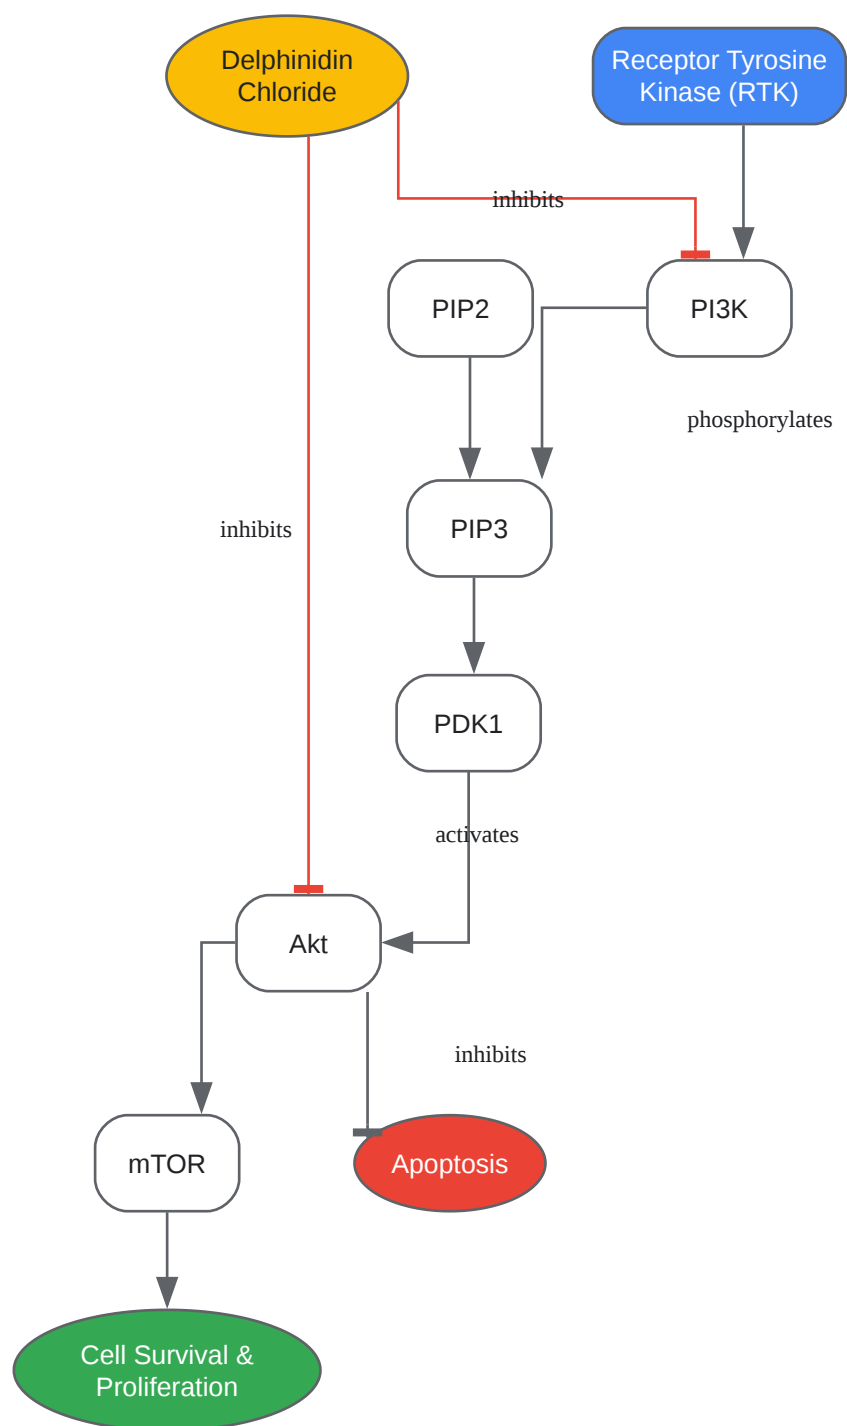 Delphinidin
Chloride
Receptor Tyrosine
Kinase (RTK)
inhibits
PIP2
PI3K
phosphorylates
inhibits
PIP3
PDK1
activates
Akt
inhibits
mTOR
Apoptosis
Cell Survival &
Proliferation